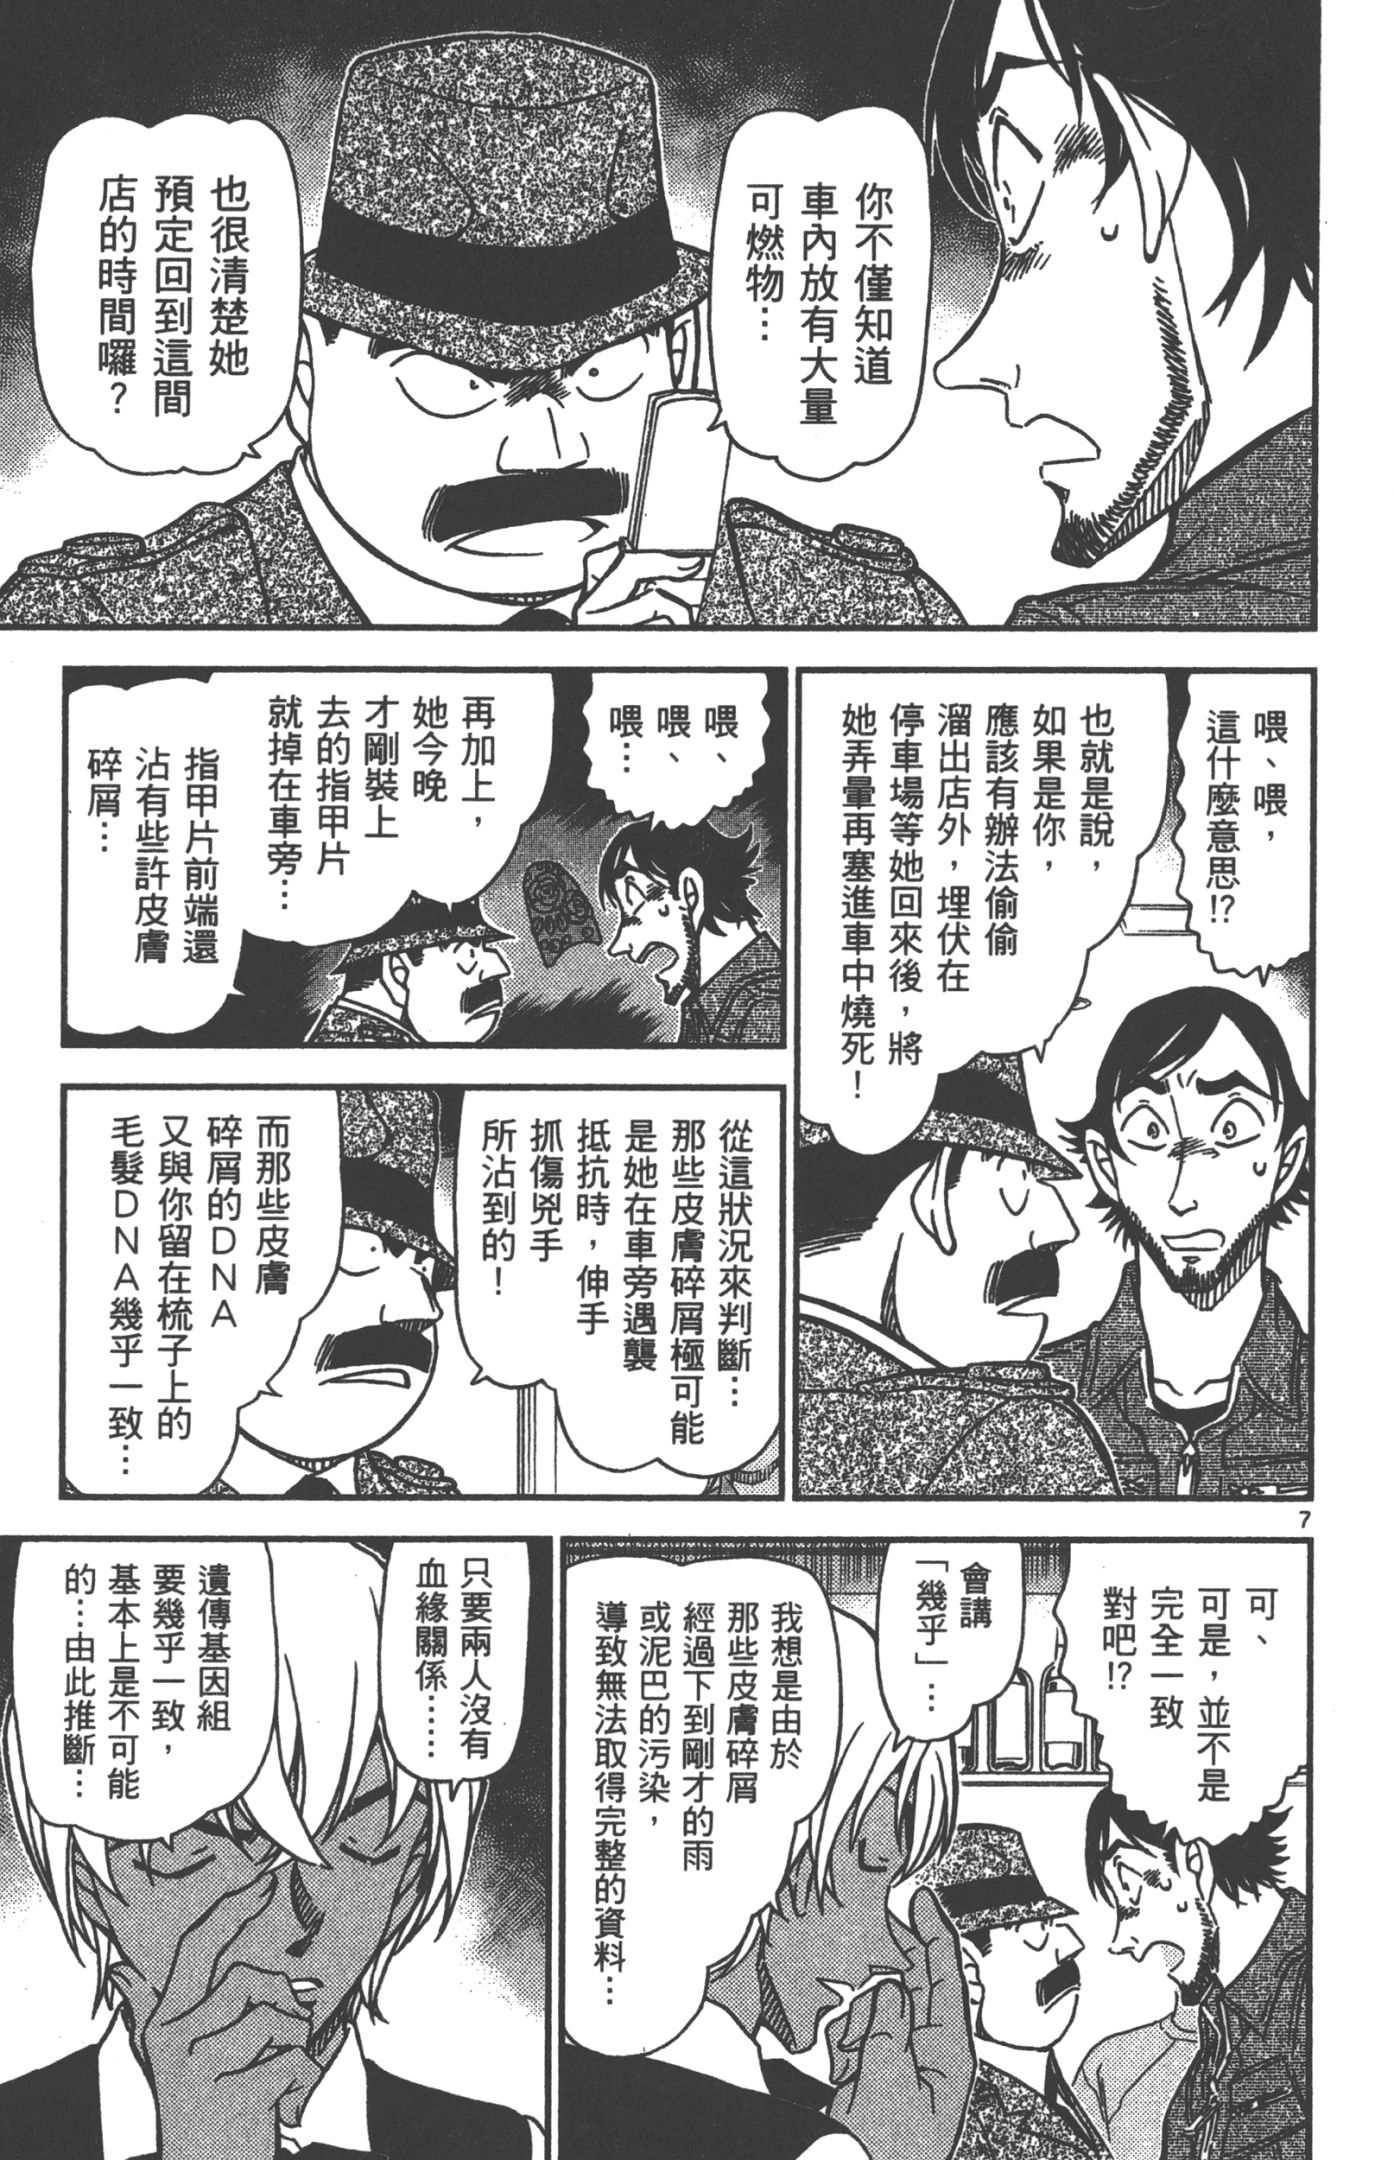 你不僅知道
車內放有大量
可燃物…
也很清楚她
預定回到這間
店的時間囉？
喂、喂，
這什麼意思!?
也就是說，
如果是你，
應該有辦法偷偷
溜出店外，埋伏在
停車場等她回來後，將
她弄暈再塞進車中燒死！
喂、
喂、
喂…
再加上，
她今晚
才剛裝上
去的指甲片
就掉在車旁…
指甲片前端還
沾有些許皮膚
碎屑…
從這狀況來判斷…
那些皮膚碎屑極可能
是她在車旁遇襲
抵抗時，伸手
抓傷兇手
所沾到的！
而那些皮膚
碎屑的DNA
又與你留在梳子上的
毛髮DNA幾乎一致…
7
可、
可是，並不是
完全一致
對吧!?
會講
「幾乎」…
我想是由於
那些皮膚碎屑
經過下到剛才的雨
或泥巴的污染，
導致無法取得完整的資料…
只要兩人沒有
血緣關係……
遺傳基因組
要幾乎一致，
基本上是不可能
的…由此推斷…